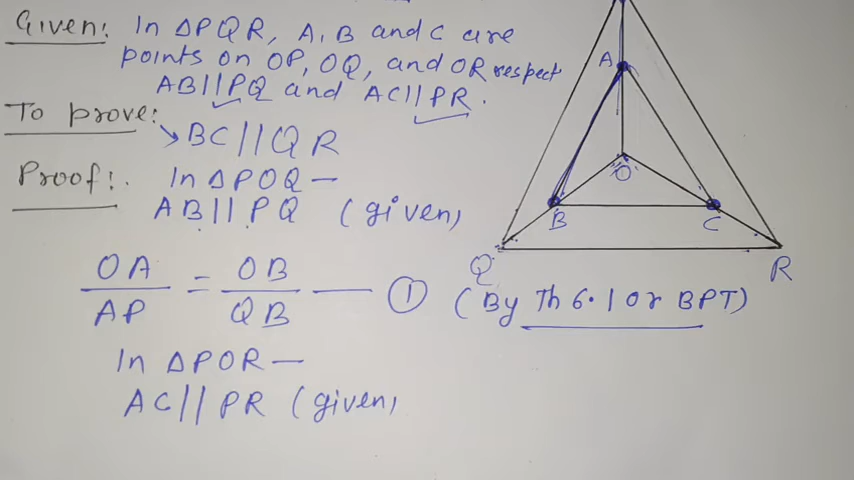 Given: In ΔPQR, A, B and C are
points on OP, OQ, and OR respect
AB||PQ and AC||PR.
To prove:
BC||QR
Proof:.
In ΔPOQ—
AB||PQ (given)
OA/AP = OB/QB — ① (By Th 6.1 or BPT)
In ΔPOR—
AC||PR (given)
A
O
B
C
Q
R